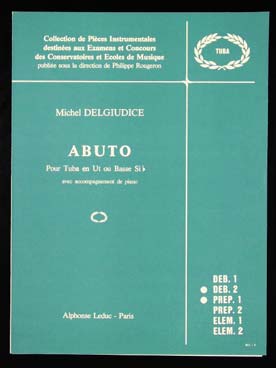 Collection de Pièces Instrumentales
destinées aux Examens et Concours
des Conservatoires et Ecoles de Musique
publiée sous la direction de Philippe Rougeron
TUBA
Michel DELGIUDICE
ABUTO
Pour Tuba en Ut ou Basse Si♭
avec accompagnement de piano
DEB. 1
DEB. 2
PREP. 1
PREP. 2
ELEM. 1
ELEM. 2
Alphonse Leduc - Paris